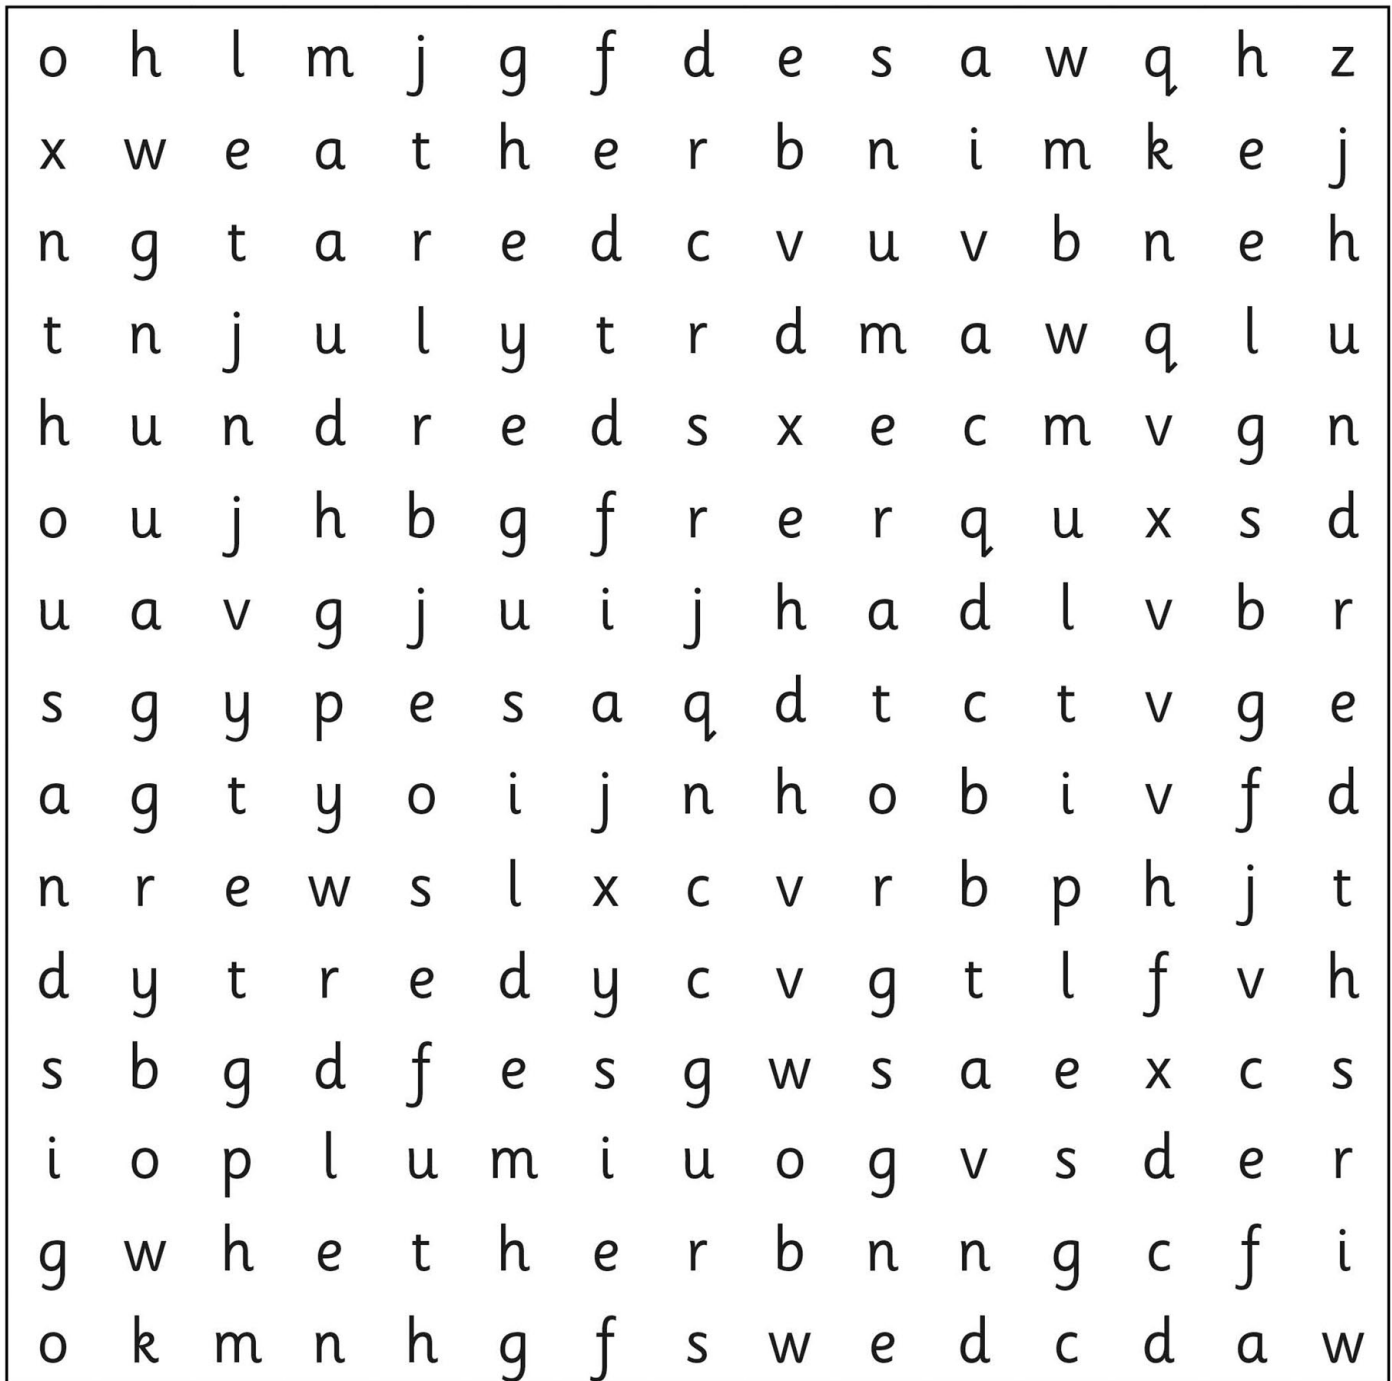 o h l m j g f d e s a w q h z
x w e a t h e r b n i m k e j
n g t a r e d c v u v b n e h
t n j u l y t r d m a w q l u
h u n d r e d s x e c m v g n
o u j h b g f r e r q u x s d
u a v g j u i j h a d l v b r
s g y p e s a q d t c t v g e
a g t y o i j n h o b i v f d
n r e w s l x c v r b p h j t
d y t r e d y c v g t l f v h
s b g d f e s g w s a e x c s
i o p l u m i u o g v s d e r
g w h e t h e r b n n g c f i
o k m n h g f s w e d c d a w